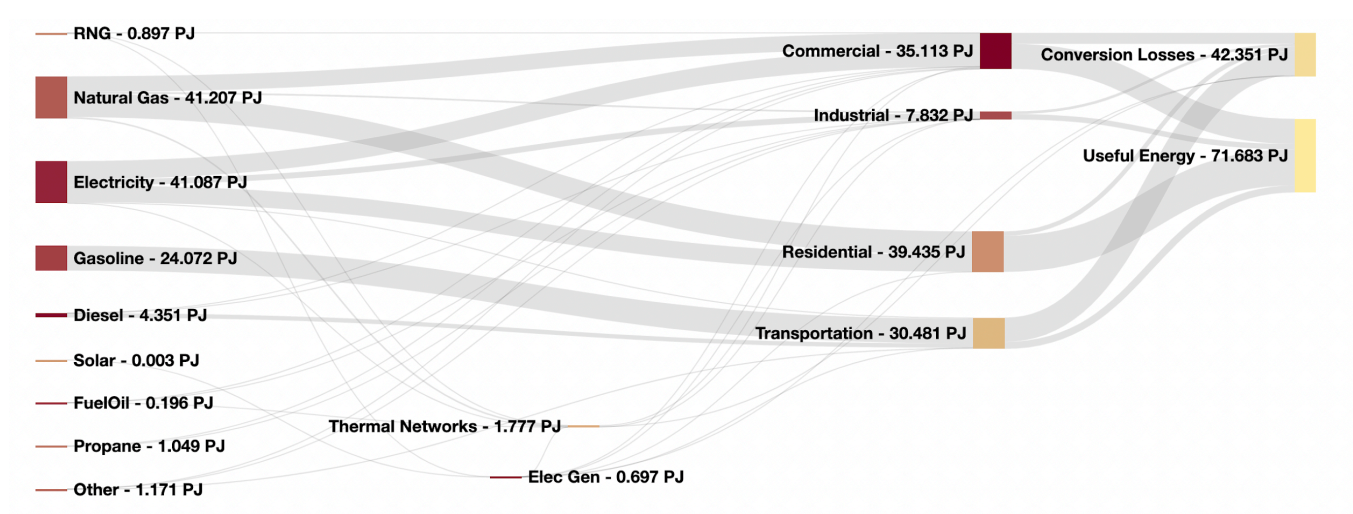 RNG - 0.897 PJ
Natural Gas - 41.207 PJ
Electricity - 41.087 PJ
Gasoline - 24.072 PJ
Diesel - 4.351 PJ
Solar - 0.003 PJ
FuelOil - 0.196 PJ
Propane - 1.049 PJ
Other - 1.171 PJ
Thermal Networks - 1.777 PJ
Elec Gen - 0.697 PJ
Commercial - 35.113 PJ
Industrial - 7.832 PJ
Residential - 39.435 PJ
Transportation - 30.481 PJ
Conversion Losses - 42.351 PJ
Useful Energy - 71.683 PJ